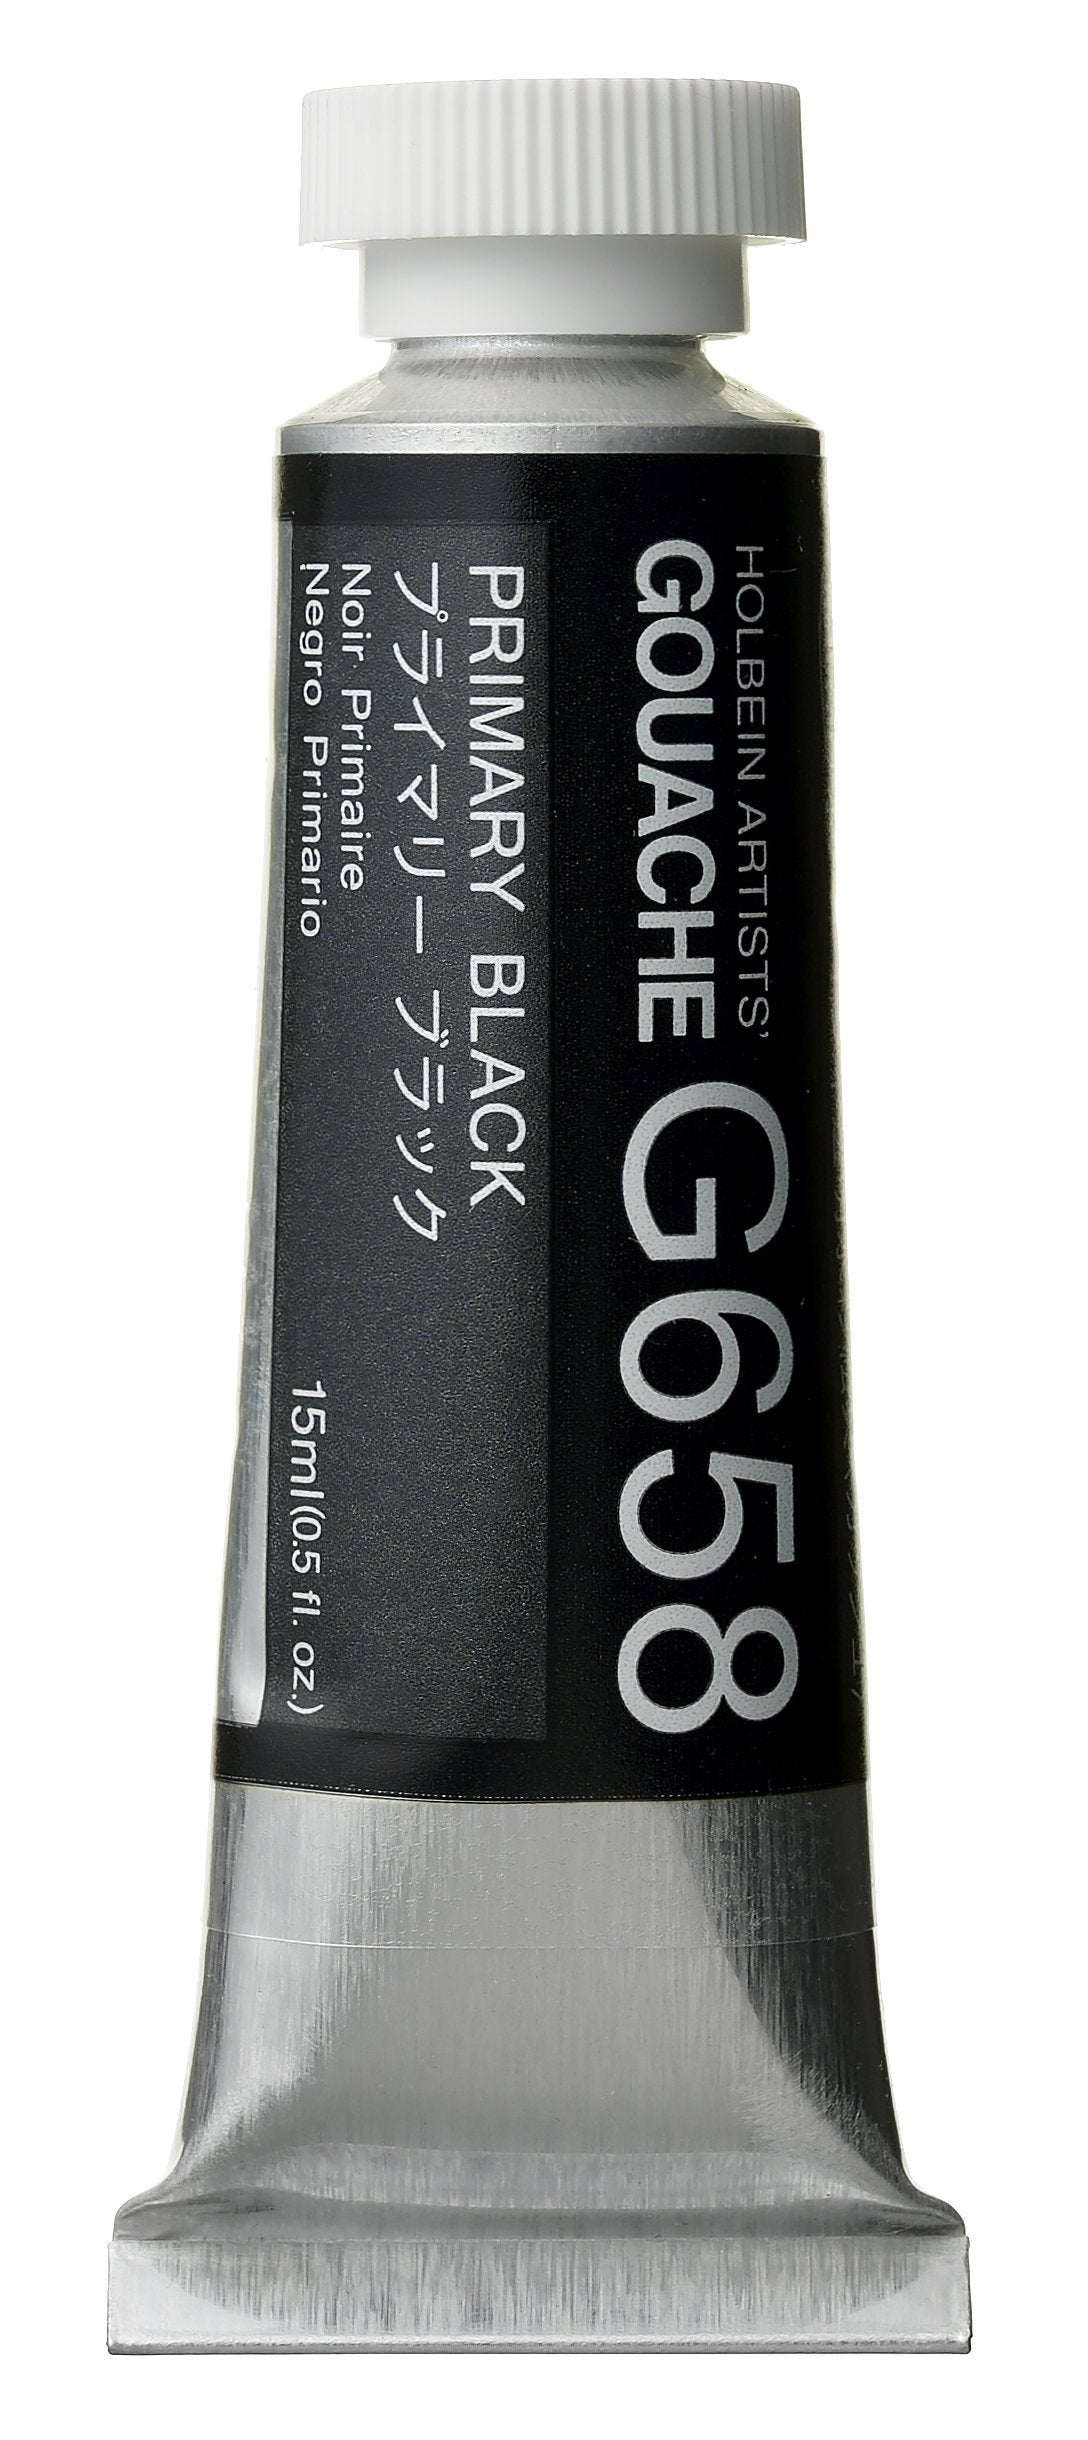 HOLBEIN ARTISTS'
GOUACHE G658
PRIMARY BLACK
プライマリー ブラック
Noir Primaire
Negro Primario
15ml(0.5 fl. oz.)